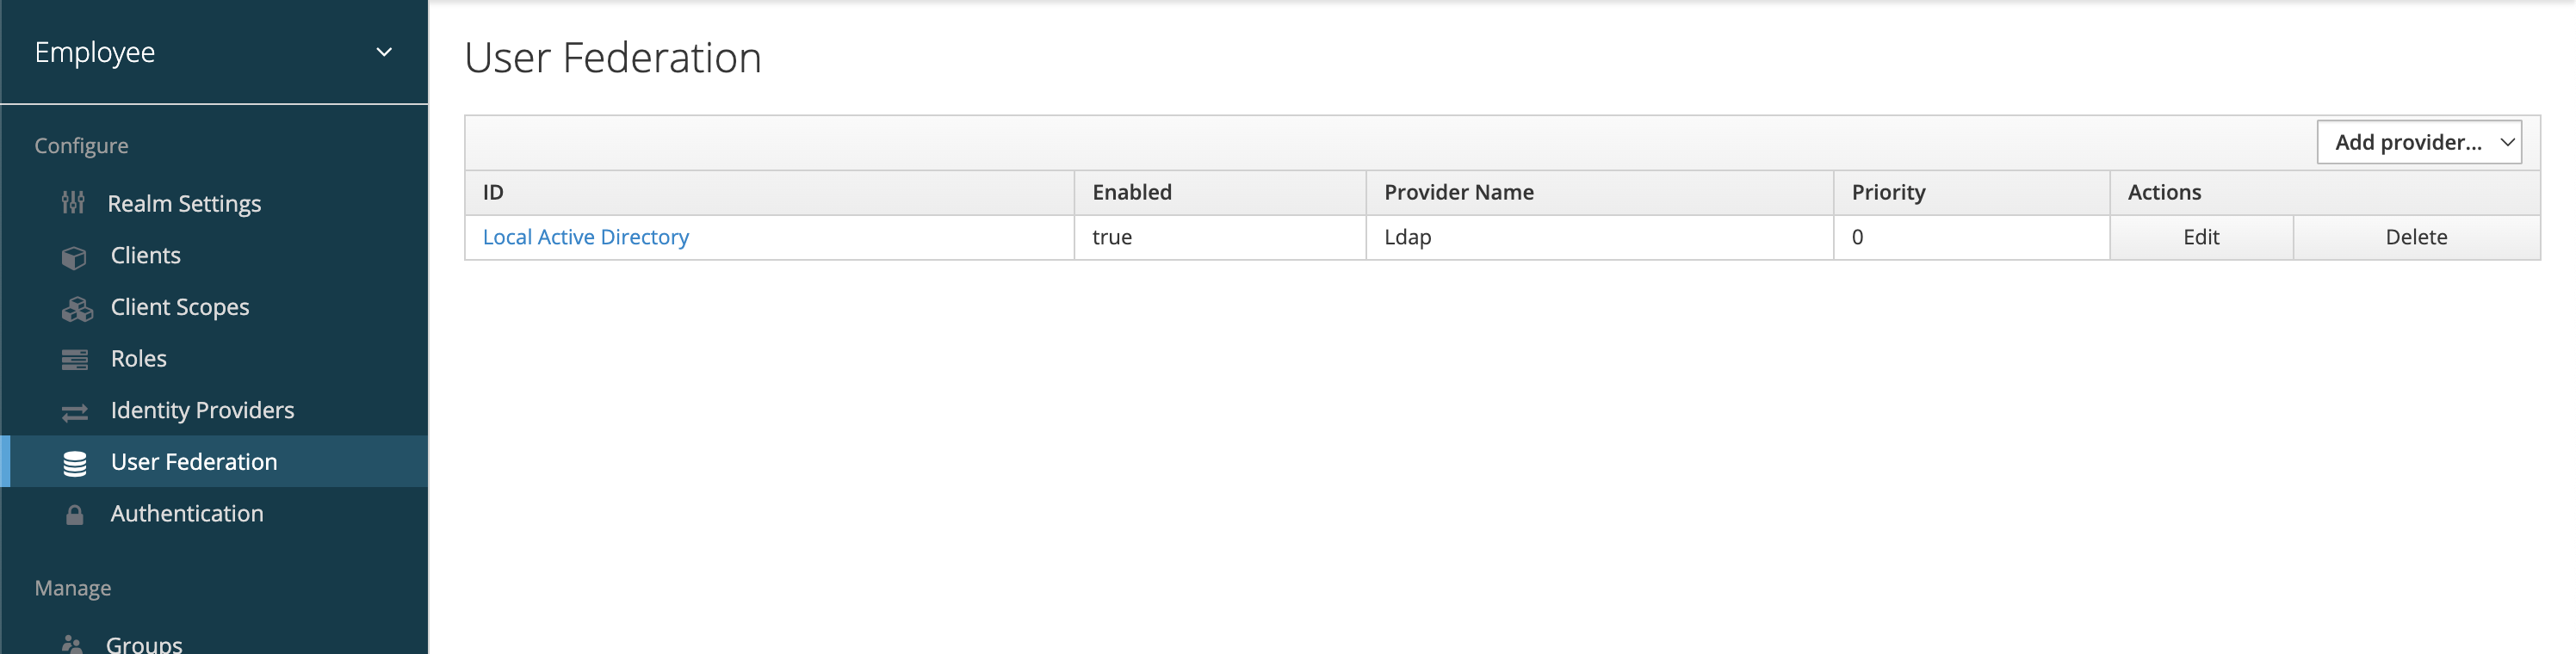 Employee
Configure
Realm Settings
Clients
Client Scopes
Roles
Identity Providers
User Federation
Authentication
Manage
Groups
User Federation
Add provider...
ID Enabled Provider Name Priority Actions
Local Active Directory true Ldap 0 Edit Delete